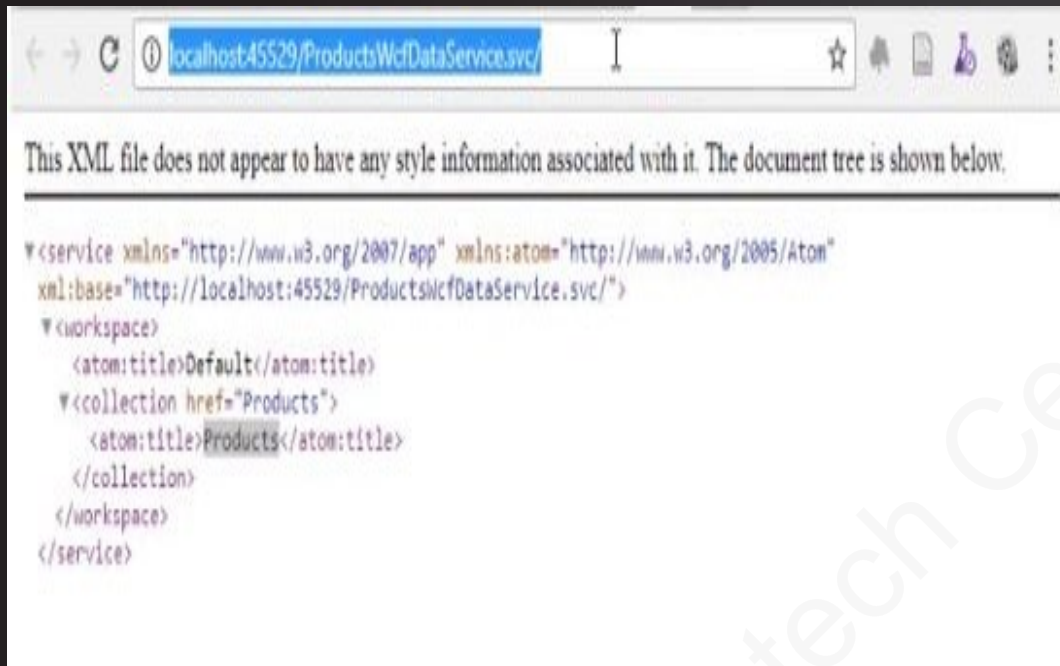 localhost:45529/ProductsWcfDataService.svc/
This XML file does not appear to have any style information associated with it. The document tree is shown below.
▼<service xmlns="http://www.w3.org/2007/app" xmlns:atom="http://www.w3.org/2005/Atom"
xml:base="http://localhost:45529/ProductsWcfDataService.svc/">
▼<workspace>
<atom:title>Default</atom:title>
▼<collection href="Products">
<atom:title>Products</atom:title>
</collection>
</workspace>
</service>